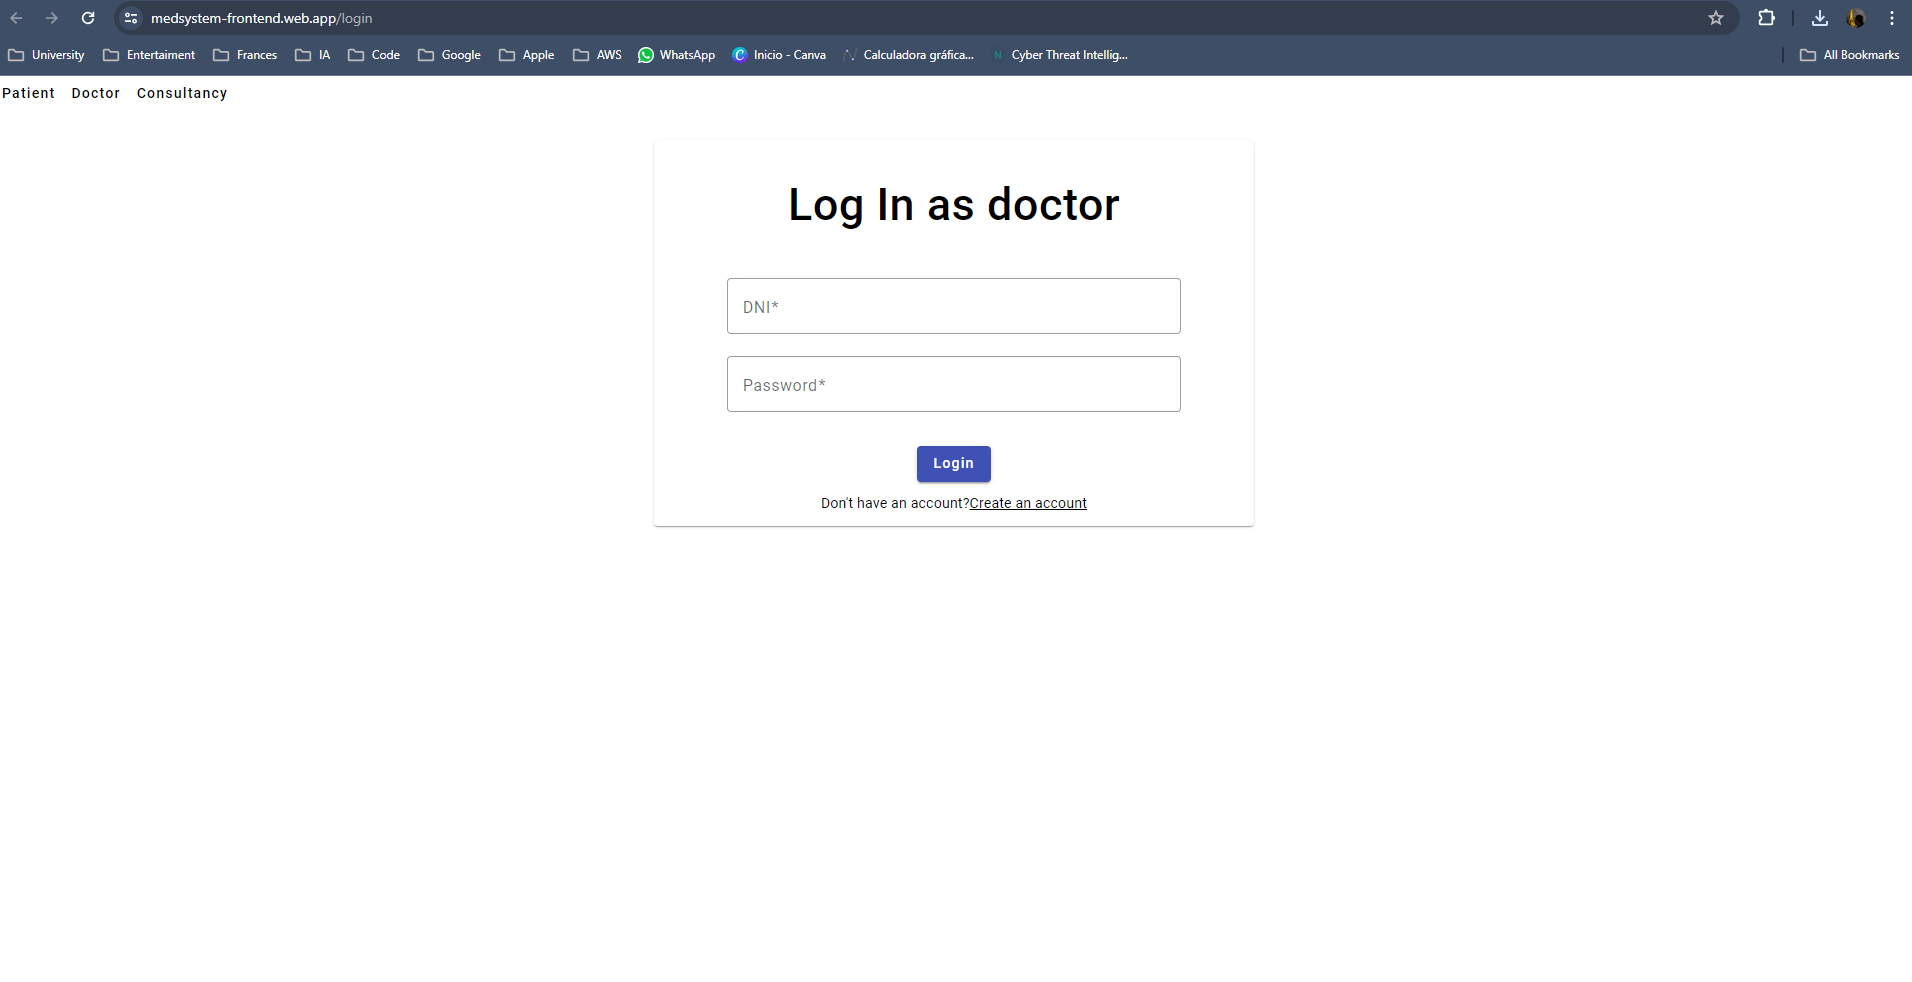 medsystem-frontend.web.app/login
University Entertaiment Frances IA Code Google Apple AWS WhatsApp Inicio - Canva Calculadora gráfica... Cyber Threat Intellig... All Bookmarks
Patient Doctor Consultancy
Log In as doctor
DNI*
Password*
Login
Don't have an account?Create an account